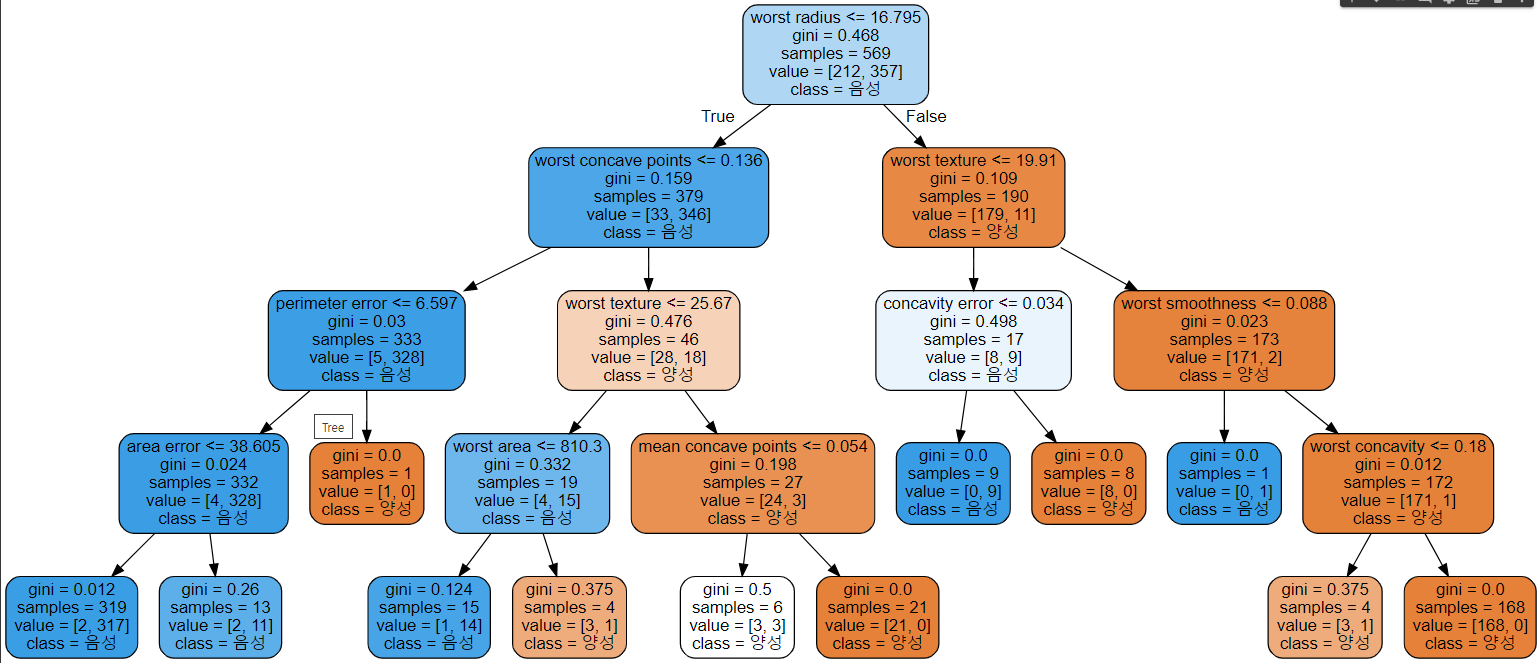 worst radius <= 16.795
gini = 0.468
samples = 569
value = [212, 357]
class = 음성
True
False
worst concave points <= 0.136
gini = 0.159
samples = 379
value = [33, 346]
class = 음성
worst texture <= 19.91
gini = 0.109
samples = 190
value = [179, 11]
class = 양성
perimeter error <= 6.597
gini = 0.03
samples = 333
value = [5, 328]
class = 음성
worst texture <= 25.67
gini = 0.476
samples = 46
value = [28, 18]
class = 양성
concavity error <= 0.034
gini = 0.498
samples = 17
value = [8, 9]
class = 음성
worst smoothness <= 0.088
gini = 0.023
samples = 173
value = [171, 2]
class = 양성
Tree
area error <= 38.605
gini = 0.024
samples = 332
value = [4, 328]
class = 음성
gini = 0.0
samples = 1
value = [1, 0]
class = 양성
worst area <= 810.3
gini = 0.332
samples = 19
value = [4, 15]
class = 음성
mean concave points <= 0.054
gini = 0.198
samples = 27
value = [24, 3]
class = 양성
gini = 0.0
samples = 9
value = [0, 9]
class = 음성
gini = 0.0
samples = 8
value = [8, 0]
class = 양성
gini = 0.0
samples = 1
value = [0, 1]
class = 음성
worst concavity <= 0.18
gini = 0.012
samples = 172
value = [171, 1]
class = 양성
gini = 0.012
samples = 319
value = [2, 317]
class = 음성
gini = 0.26
samples = 13
value = [2, 11]
class = 음성
gini = 0.124
samples = 15
value = [1, 14]
class = 음성
gini = 0.375
samples = 4
value = [3, 1]
class = 양성
gini = 0.5
samples = 6
value = [3, 3]
class = 양성
gini = 0.0
samples = 21
value = [21, 0]
class = 양성
gini = 0.375
samples = 4
value = [3, 1]
class = 양성
gini = 0.0
samples = 168
value = [168, 0]
class = 양성